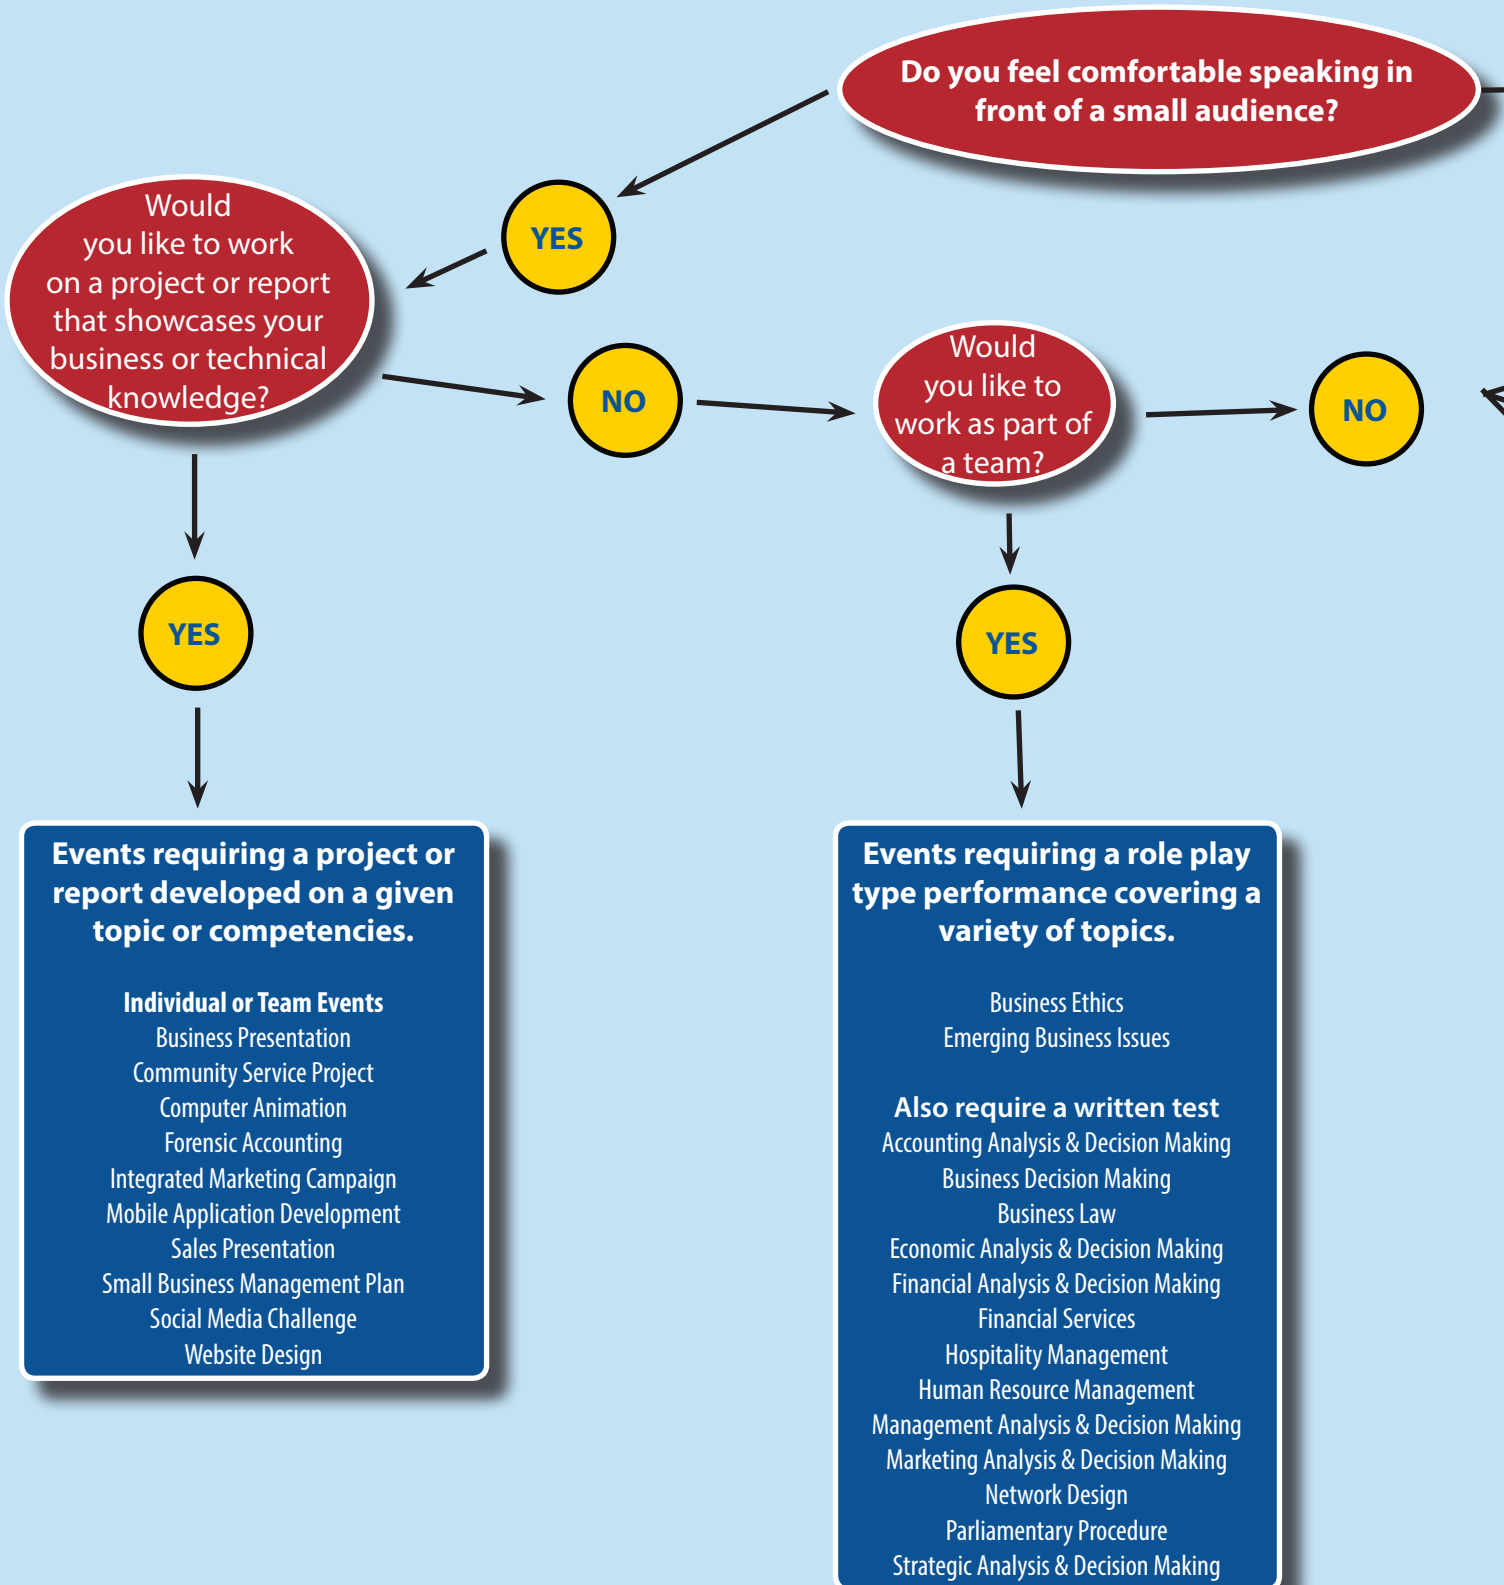 Do you feel comfortable speaking in
front of a small audience?
YES
Would
you like to work
on a project or report
that showcases your
business or technical
knowledge?
NO
Would
you like to
work as part of
a team?
NO
YES
YES
Events requiring a project or
report developed on a given
topic or competencies.
Individual or Team Events
Business Presentation
Community Service Project
Computer Animation
Forensic Accounting
Integrated Marketing Campaign
Mobile Application Development
Sales Presentation
Small Business Management Plan
Social Media Challenge
Website Design
Events requiring a role play
type performance covering a
variety of topics.
Business Ethics
Emerging Business Issues
Also require a written test
Accounting Analysis & Decision Making
Business Decision Making
Business Law
Economic Analysis & Decision Making
Financial Analysis & Decision Making
Financial Services
Hospitality Management
Human Resource Management
Management Analysis & Decision Making
Marketing Analysis & Decision Making
Network Design
Parliamentary Procedure
Strategic Analysis & Decision Making